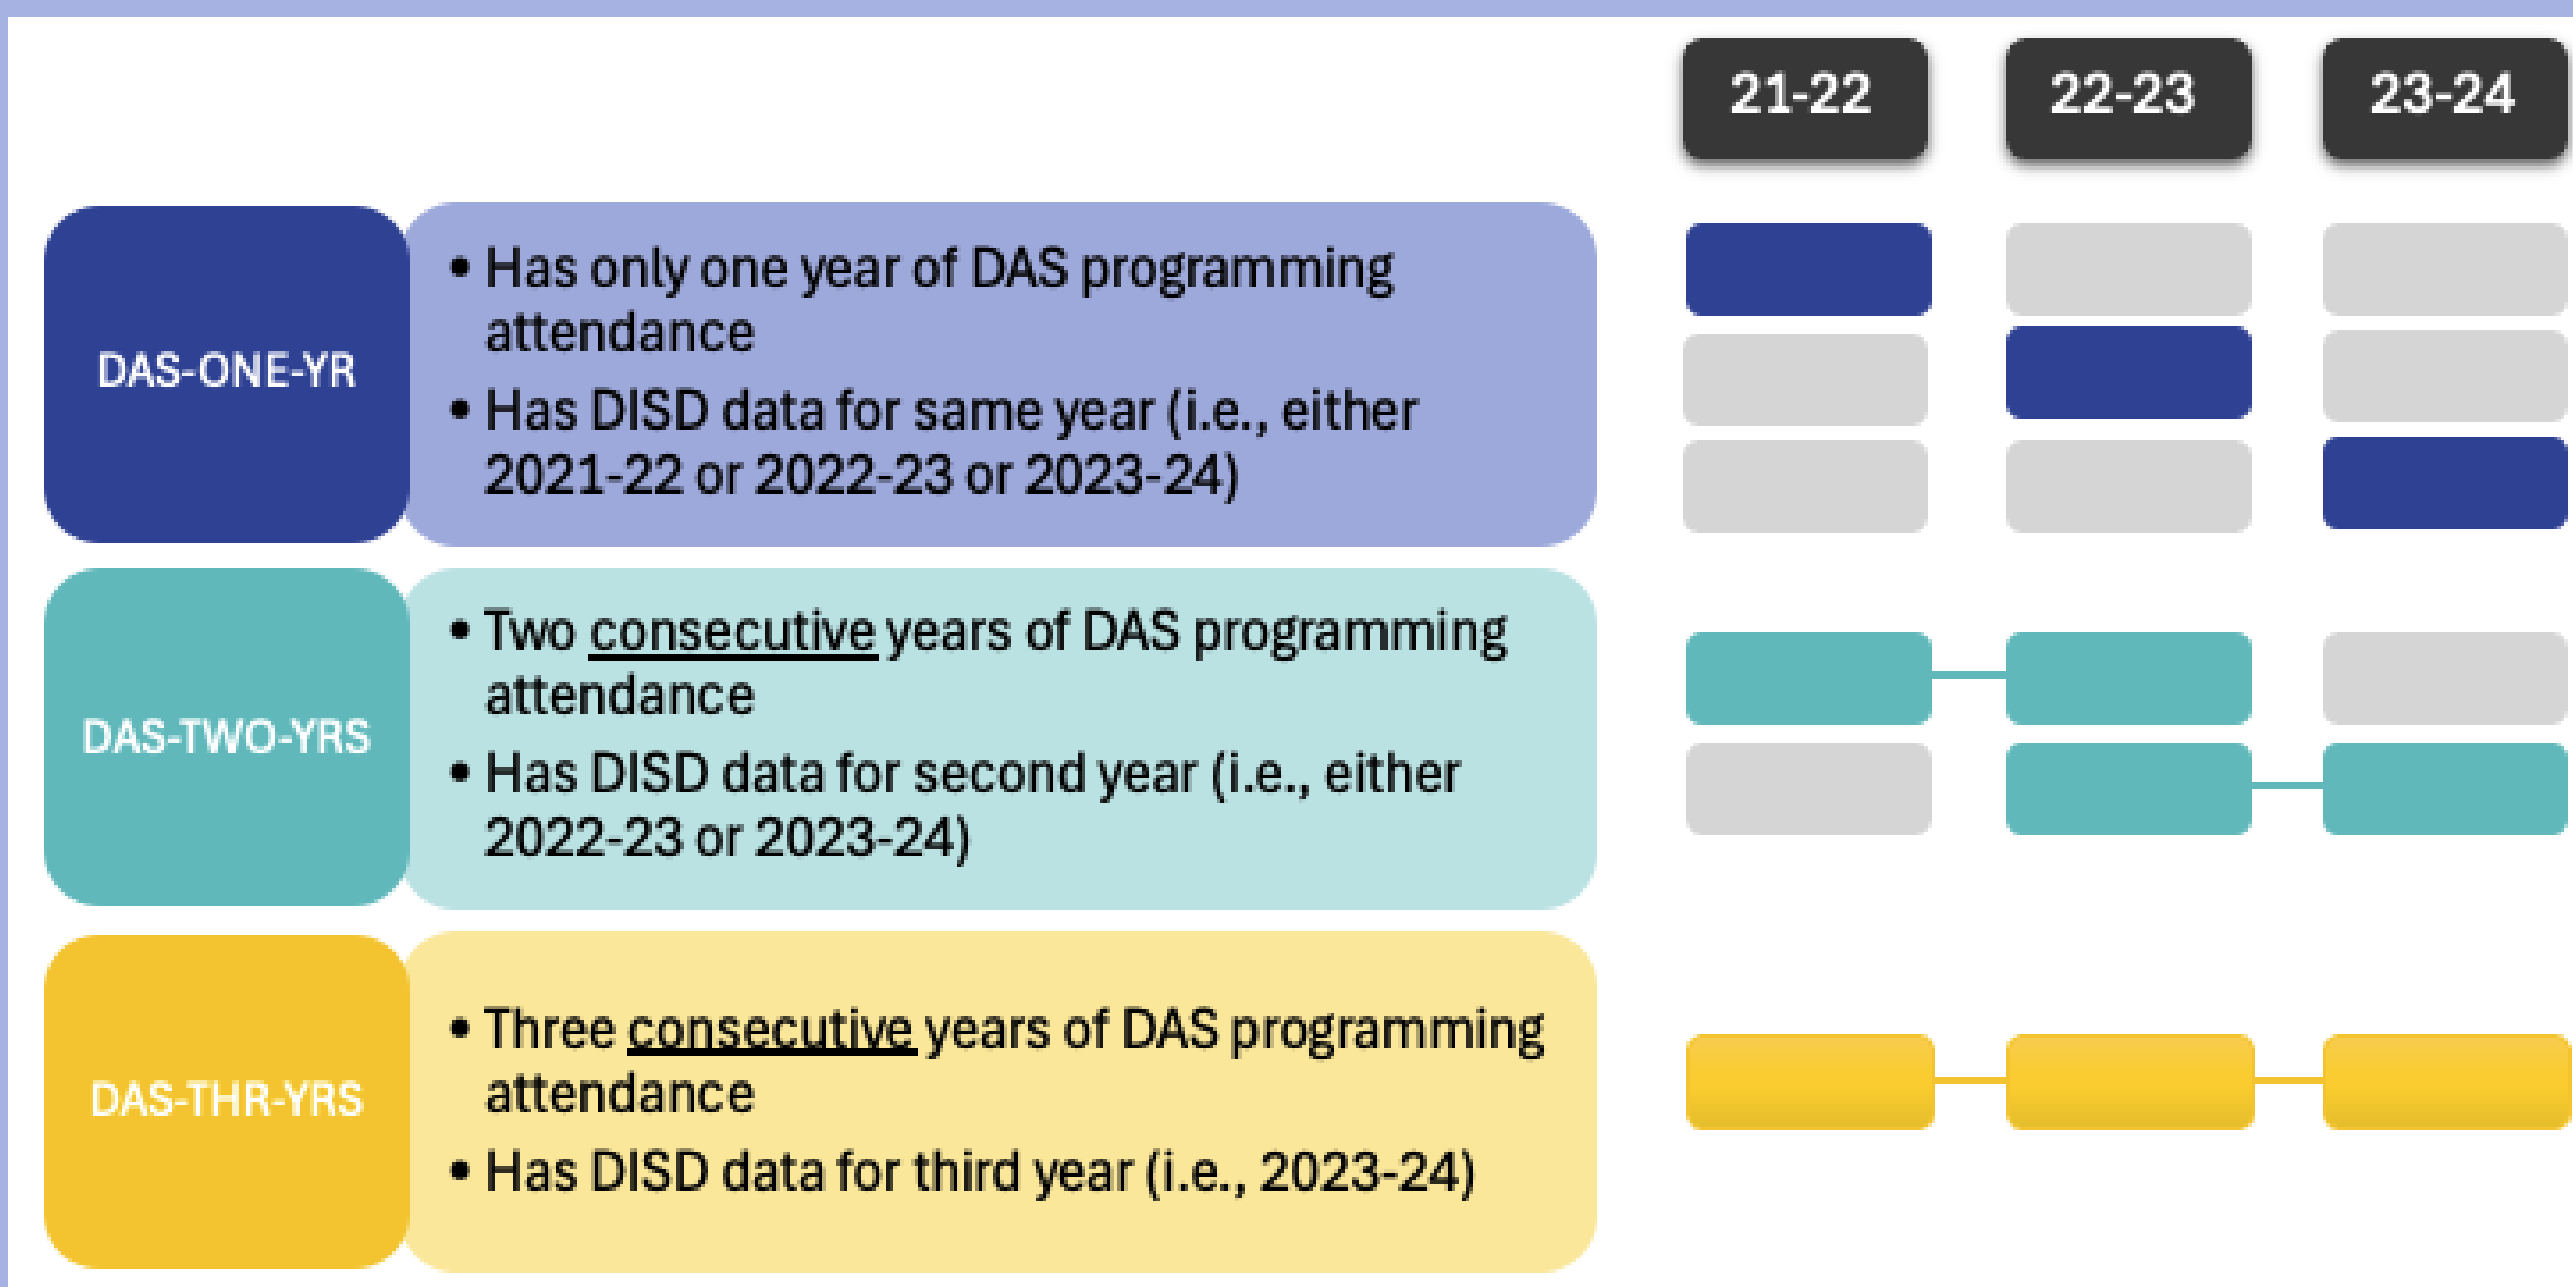 21-22 22-23 23-24
DAS-ONE-YR
• Has only one year of DAS programming
attendance
• Has DISD data for same year (i.e., either
2021-22 or 2022-23 or 2023-24)
DAS-TWO-YRS
• Two consecutive years of DAS programming
attendance
• Has DISD data for second year (i.e., either
2022-23 or 2023-24)
DAS-THR-YRS
• Three consecutive years of DAS programming
attendance
• Has DISD data for third year (i.e., 2023-24)